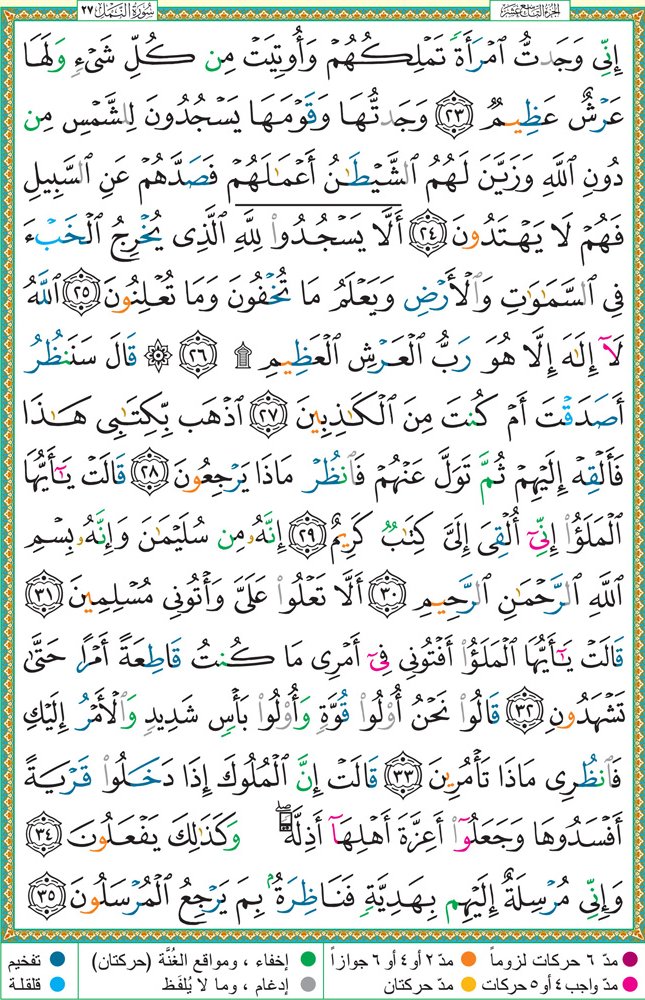 الجزء التاسع عشر
سورة النمل ٢٧
إِنِّي وَجَدتُّ ٱمْرَأَةً تَمْلِكُهُمْ وَأُوتِيَتْ مِن كُلِّ شَىْءٍ وَلَهَا
عَرْشٌ عَظِيمٌ ٢٣ وَجَدتُّهَا وَقَوْمَهَا يَسْجُدُونَ لِلشَّمْسِ مِن
دُونِ ٱللَّهِ وَزَيَّنَ لَهُمُ ٱلشَّيْطَٰنُ أَعْمَٰلَهُمْ فَصَدَّهُمْ عَنِ ٱلسَّبِيلِ
فَهُمْ لَا يَهْتَدُونَ ٢٤ أَلَّا يَسْجُدُوا۟ لِلَّهِ ٱلَّذِى يُخْرِجُ ٱلْخَبْءَ
فِى ٱلسَّمَٰوَٰتِ وَٱلْأَرْضِ وَيَعْلَمُ مَا تُخْفُونَ وَمَا تُعْلِنُونَ ٢٥ ٱللَّهُ
لَآ إِلَٰهَ إِلَّا هُوَ رَبُّ ٱلْعَرْشِ ٱلْعَظِيمِ ۩ ٢٦ ۞ قَالَ سَنَنظُرُ
أَصَدَقْتَ أَمْ كُنتَ مِنَ ٱلْكَٰذِبِينَ ٢٧ ٱذْهَب بِّكِتَٰبِى هَٰذَا
فَأَلْقِهْ إِلَيْهِمْ ثُمَّ تَوَلَّ عَنْهُمْ فَٱنظُرْ مَاذَا يَرْجِعُونَ ٢٨ قَالَتْ يَٰٓأَيُّهَا
ٱلْمَلَؤُا۟ إِنِّىٓ أُلْقِىَ إِلَىَّ كِتَٰبٌ كَرِيمٌ ٢٩ إِنَّهُۥ مِن سُلَيْمَٰنَ وَإِنَّهُۥ بِسْمِ
ٱللَّهِ ٱلرَّحْمَٰنِ ٱلرَّحِيمِ ٣٠ أَلَّا تَعْلُوا۟ عَلَىَّ وَأْتُونِى مُسْلِمِينَ ٣١
قَالَتْ يَٰٓأَيُّهَا ٱلْمَلَؤُا۟ أَفْتُونِى فِىٓ أَمْرِى مَا كُنتُ قَاطِعَةً أَمْرًا حَتَّىٰ
تَشْهَدُونِ ٣٢ قَالُوا۟ نَحْنُ أُو۟لُوا۟ قُوَّةٍ وَأُو۟لُوا۟ بَأْسٍ شَدِيدٍ وَٱلْأَمْرُ إِلَيْكِ
فَٱنظُرِى مَاذَا تَأْمُرِينَ ٣٣ قَالَتْ إِنَّ ٱلْمُلُوكَ إِذَا دَخَلُوا۟ قَرْيَةً
أَفْسَدُوهَا وَجَعَلُوٓا۟ أَعِزَّةَ أَهْلِهَآ أَذِلَّةً ۖ وَكَذَٰلِكَ يَفْعَلُونَ ٣٤
وَإِنِّى مُرْسِلَةٌ إِلَيْهِم بِهَدِيَّةٍ فَنَاظِرَةٌۢ بِمَ يَرْجِعُ ٱلْمُرْسَلُونَ ٣٥
مدّ ٦ حركات لزوماً مدّ ٢ أو ٤ أو ٦ جوازاً إخفاء ، ومواقع الغُنَّة (حركتان) تفخيم
مدّ واجب ٤ أو ٥ حركات مدّ حركتان إدغام ، وما لا يُلفَظ قلقلة